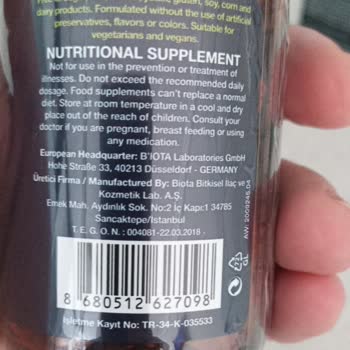 gluten, soy, corn and
dairy products. Formulated without the use of artificial
preservatives, flavors or colors. Suitable for
vegetarians and vegans.
NUTRITIONAL SUPPLEMENT
Not for use in the prevention or treatment of
illnesses. Do not exceed the recommended daily
dosage. Food supplements can't replace a normal
diet. Store at room temperature in a cool and dry
place out of the reach of children. Consult your
doctor if you are pregnant, breast feeding or using
any medication.
European Headquarter: B'IOTA Laboratories GmbH
Hohe Straße 33, 40213 Düsseldorf - GERMANY
Üretici Firma / Manufactured By: Biota Bitkisel İlaç ve
Kozmetik Lab. A.Ş.
Emek Mah. Aydınlık Sok. No:2 İç Kapı:1 34785
Sancaktepe/İstanbul
T. E. G. O N. : 004081-22.03.2018 -
8 680512 627098
İşletme Kayıt No: TR-34-K-035533
GL